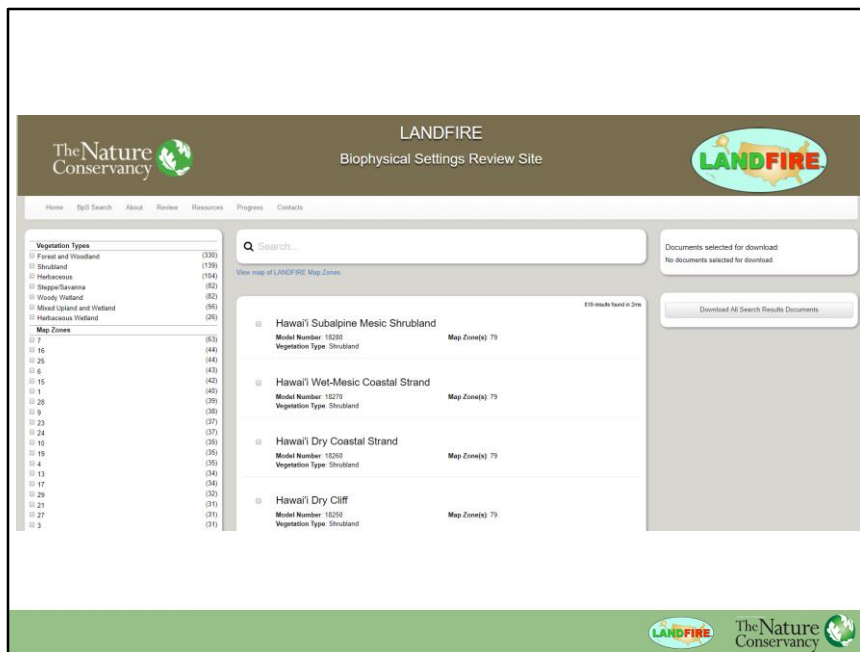 The Nature
Conservancy
LANDFIRE
Biophysical Settings Review Site
LANDFIRE
Home BpS Search About Review Resources Progress Contacts
Vegetation Types
Forest and Woodland (330)
Shrubland (139)
Herbaceous (104)
Steppe/Savanna (82)
Woody Wetland (82)
Mixed Upland and Wetland (56)
Herbaceous Wetland (26)
Map Zones
7 (63)
16 (44)
25 (44)
6 (43)
15 (42)
1 (40)
28 (39)
9 (38)
23 (37)
24 (37)
10 (35)
19 (35)
4 (35)
13 (34)
17 (34)
29 (32)
21 (31)
27 (31)
3 (31)
Search...
View map of LANDFIRE Map Zones
819 results found in 2ms
Hawai'i Subalpine Mesic Shrubland
Model Number: 18280 Map Zone(s): 79
Vegetation Type: Shrubland
Hawai'i Wet-Mesic Coastal Strand
Model Number: 18270 Map Zone(s): 79
Vegetation Type: Shrubland
Hawai'i Dry Coastal Strand
Model Number: 18260 Map Zone(s): 79
Vegetation Type: Shrubland
Hawai'i Dry Cliff
Model Number: 18250 Map Zone(s): 79
Vegetation Type: Shrubland
Documents selected for download:
No documents selected for download
Download All Search Results Documents
LANDFIRE
The Nature
Conservancy